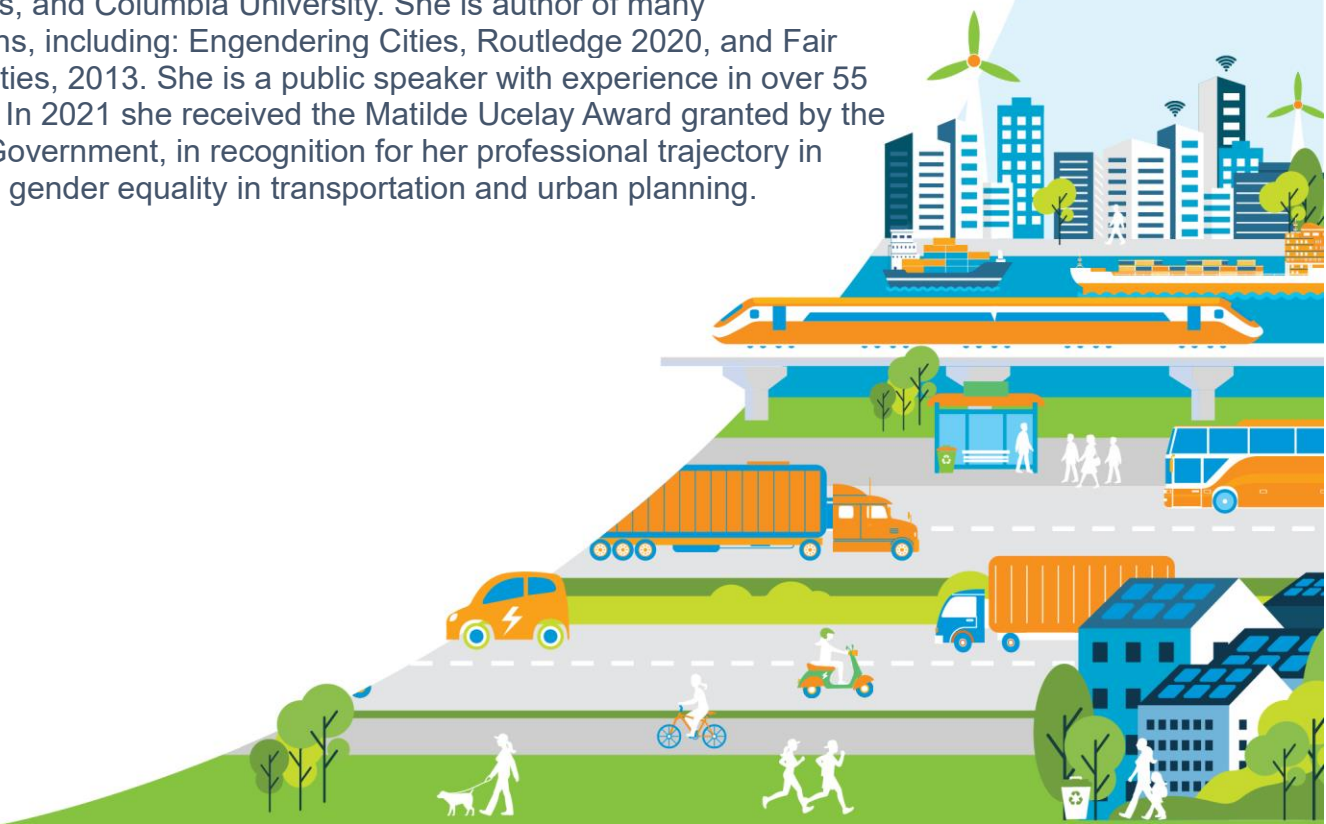 s, and Columbia University. She is author of many
ns, including: Engendering Cities, Routledge 2020, and Fair
ties, 2013. She is a public speaker with experience in over 55
In 2021 she received the Matilde Ucelay Award granted by the
Government, in recognition for her professional trajectory in
gender equality in transportation and urban planning.